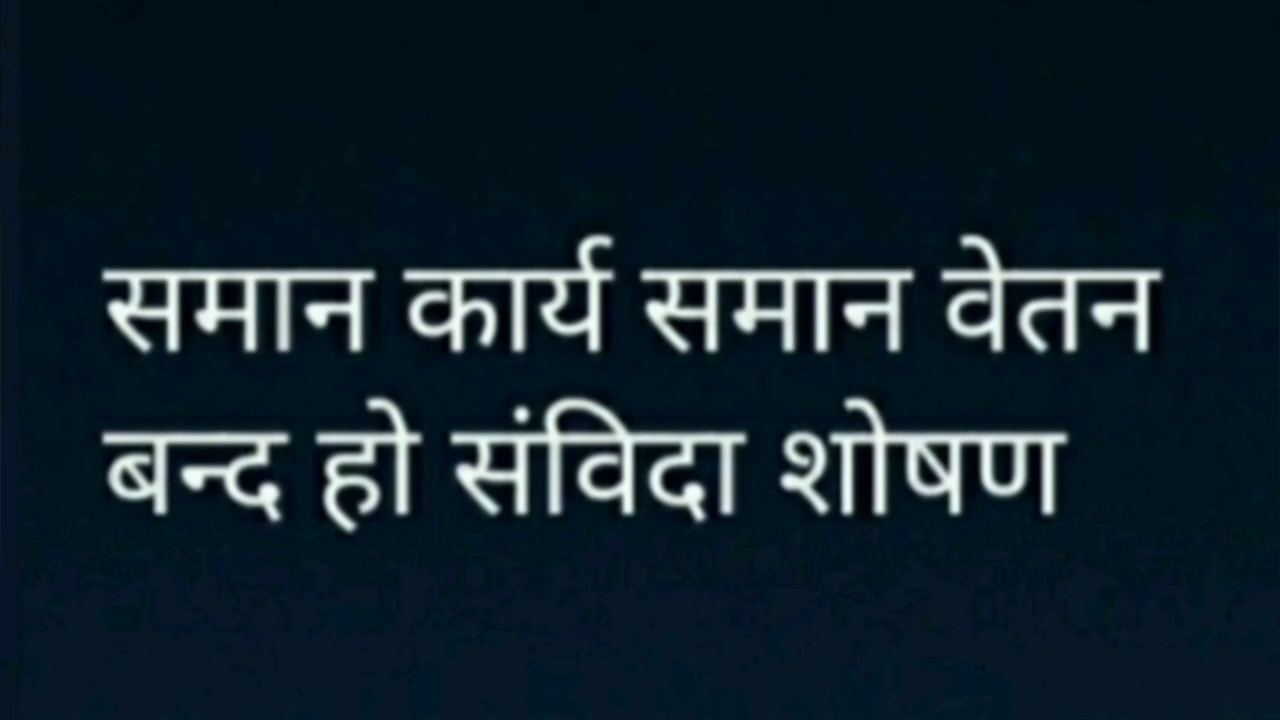 समान कार्य समान वेतन
बन्द हो संविदा शोषण